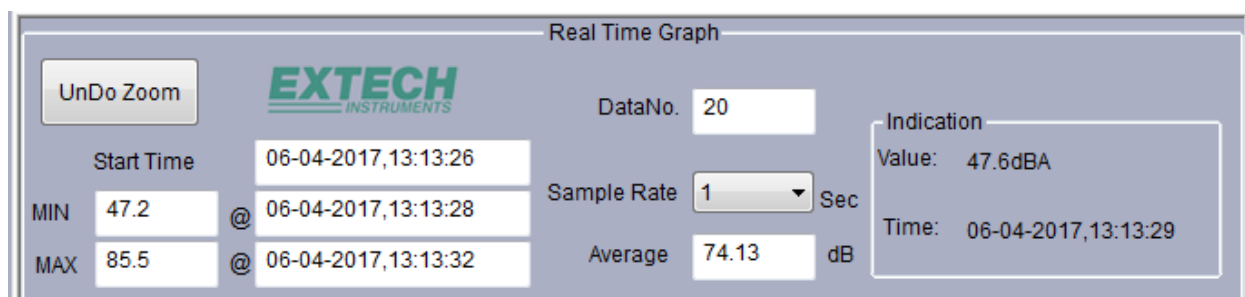 Real Time Graph
UnDo Zoom
EXTECH
INSTRUMENTS
Start Time 06-04-2017,13:13:26
MIN 47.2 @ 06-04-2017,13:13:28
MAX 85.5 @ 06-04-2017,13:13:32
DataNo. 20
Sample Rate 1 Sec
Average 74.13 dB
Indication
Value: 47.6dBA
Time: 06-04-2017,13:13:29